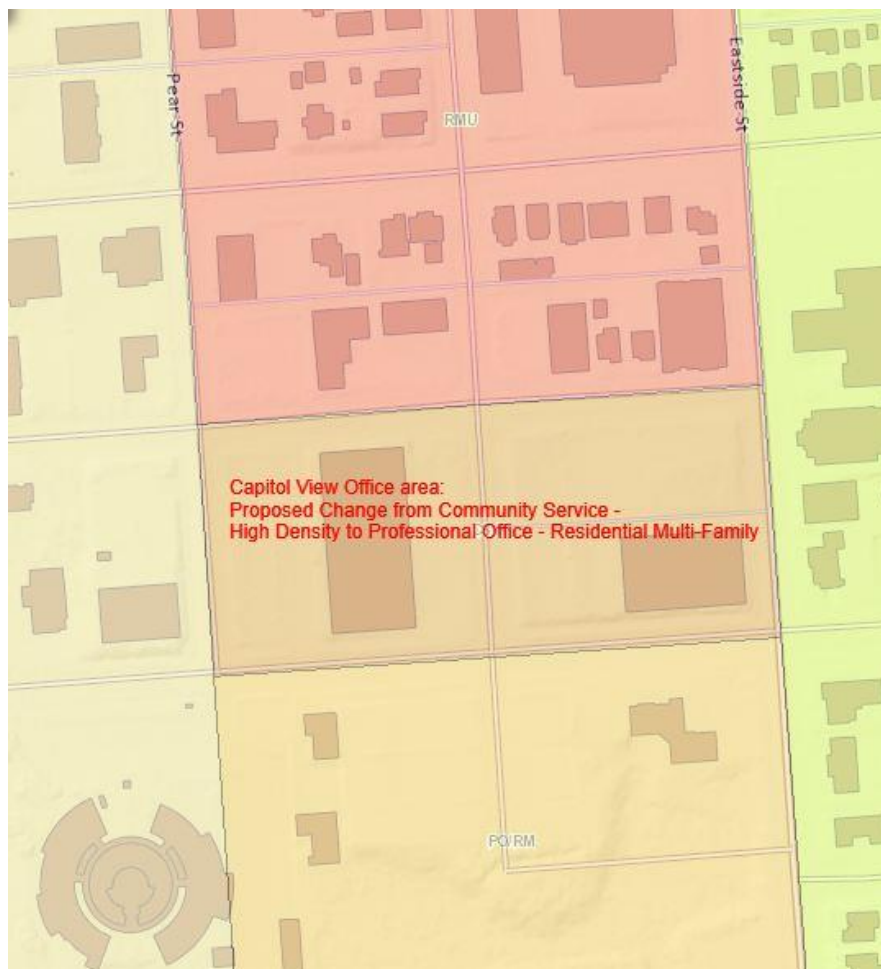 Pear St
Eastside St
RMU
Capitol View Office area:
Proposed Change from Community Service -
High Density to Professional Office - Residential Multi-Family
PO/RM